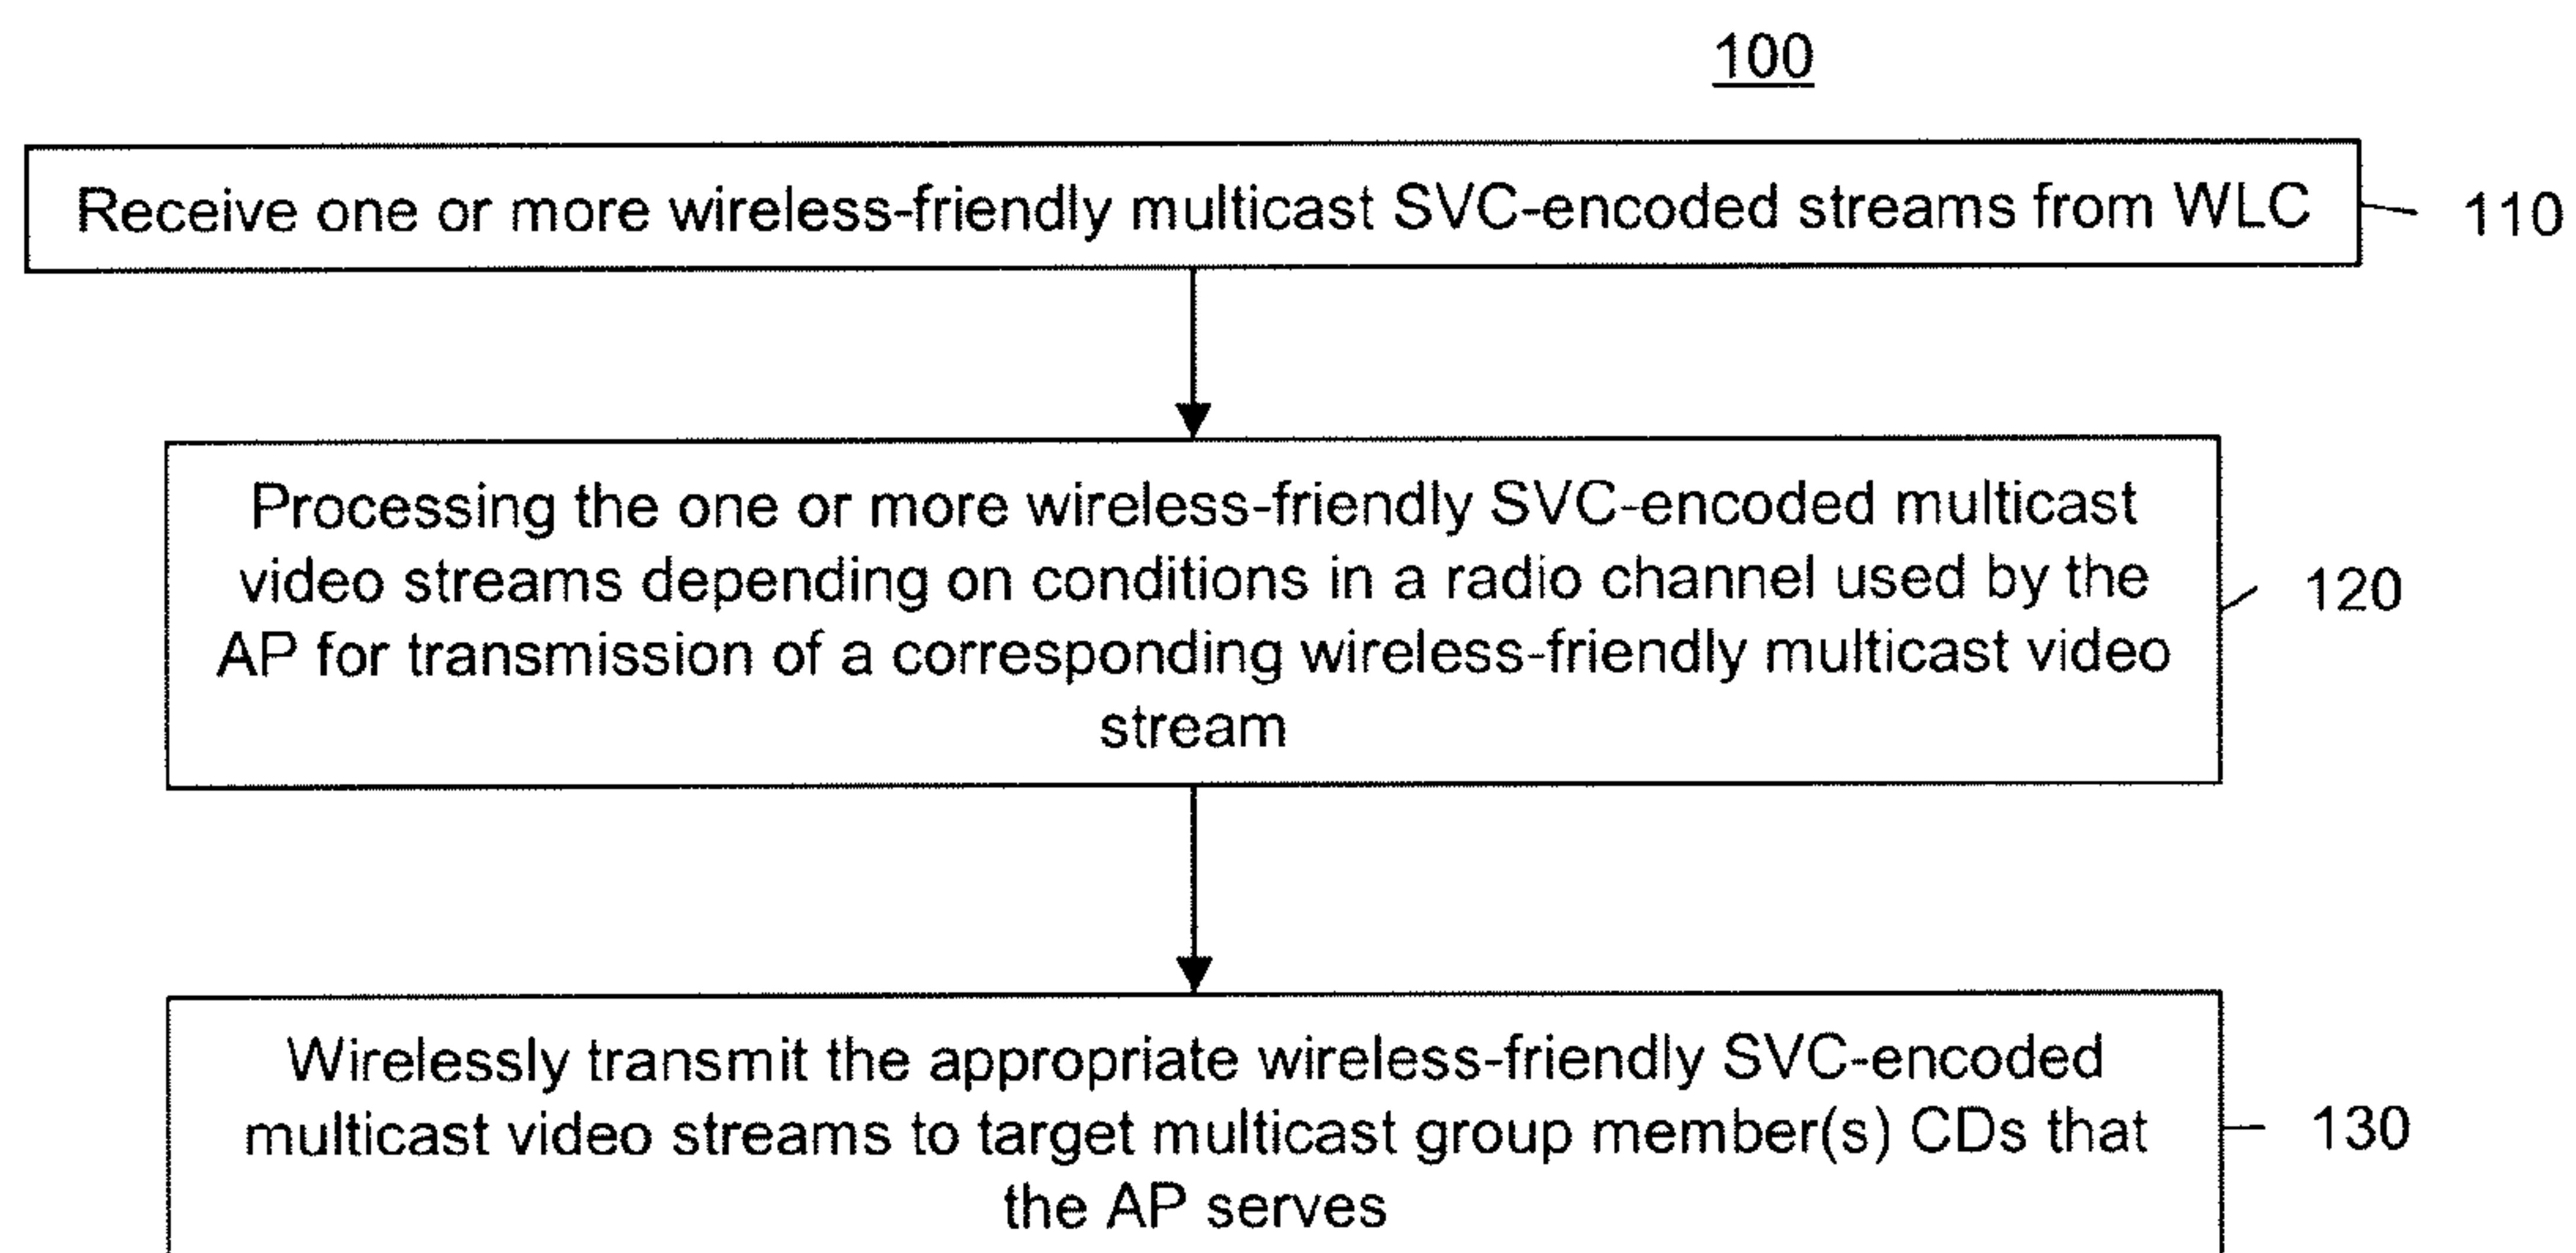 100
Receive one or more wireless-friendly multicast SVC-encoded streams from WLC
110
Processing the one or more wireless-friendly SVC-encoded multicast
video streams depending on conditions in a radio channel used by the
AP for transmission of a corresponding wireless-friendly multicast video
stream
120
Wirelessly transmit the appropriate wireless-friendly SVC-encoded
multicast video streams to target multicast group member(s) CDs that
the AP serves
130